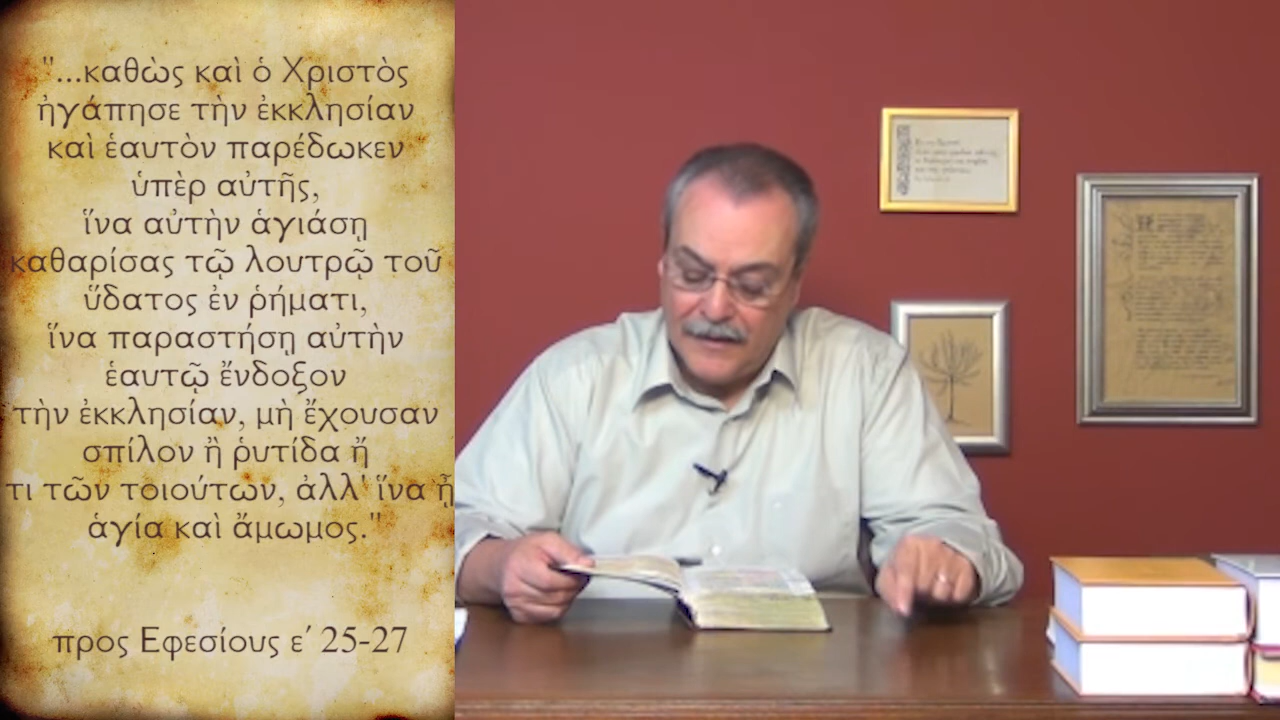 "...καθὼς καὶ ὁ Χριστὸς
ἠγάπησε τὴν ἐκκλησίαν
καὶ ἑαυτὸν παρέδωκεν
ὑπὲρ αὐτῆς,
ἵνα αὐτὴν ἁγιάσῃ
καθαρίσας τῷ λουτρῷ τοῦ
ὕδατος ἐν ῥήματι,
ἵνα παραστήσῃ αὐτὴν
ἑαυτῷ ἔνδοξον
τὴν ἐκκλησίαν, μὴ ἔχουσαν
σπίλον ἢ ῥυτίδα ἤ
τι τῶν τοιούτων, ἀλλ' ἵνα ᾖ
ἁγία καὶ ἄμωμος."
προς Εφεσίους ε΄ 25-27